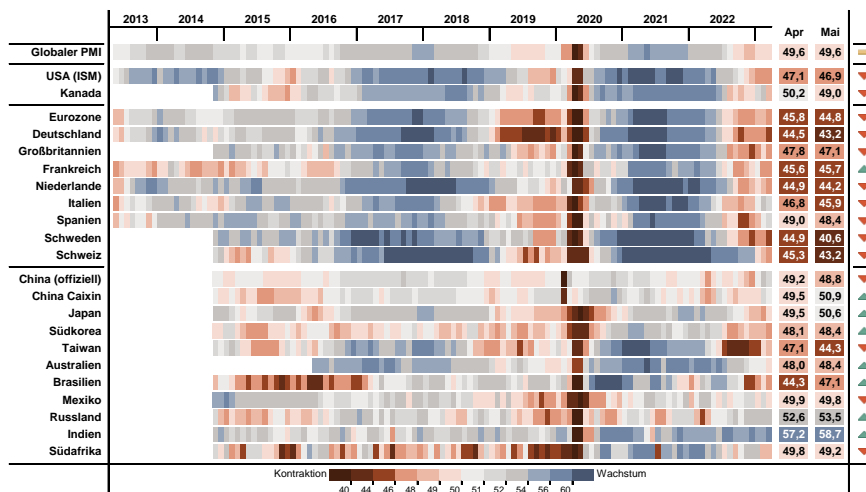 2013 2014 2015 2016 2017 2018 2019 2020 2021 2022 Apr Mai
Globaler PMI 49,6 49,6
USA (ISM) 47,1 46,9
Kanada 50,2 49,0
Eurozone 45,8 44,8
Deutschland 44,5 43,2
Großbritannien 47,8 47,1
Frankreich 45,6 45,7
Niederlande 44,9 44,2
Italien 46,8 45,9
Spanien 49,0 48,4
Schweden 44,9 40,6
Schweiz 45,3 43,2
China (offiziell) 49,2 48,8
China Caixin 49,5 50,9
Japan 49,5 50,6
Südkorea 48,1 48,4
Taiwan 47,1 44,3
Australien 48,0 48,4
Brasilien 44,3 47,1
Mexiko 49,9 49,8
Russland 52,6 53,5
Indien 57,2 58,7
Südafrika 49,8 49,2
Kontraktion Wachstum
40 44 46 48 49 50 51 52 54 56 60